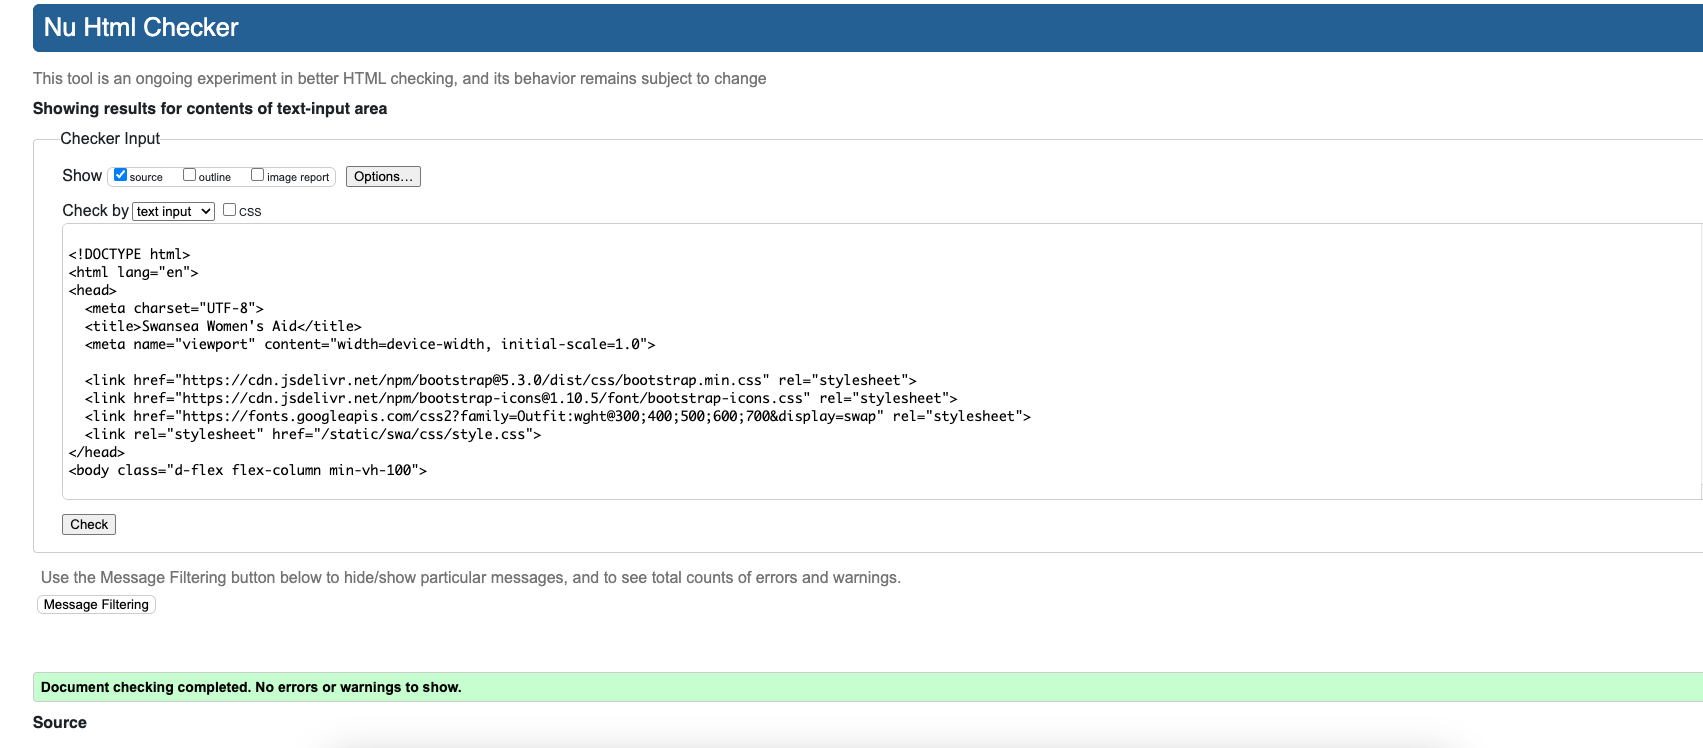 Nu Html Checker
This tool is an ongoing experiment in better HTML checking, and its behavior remains subject to change
Showing results for contents of text-input area
Checker Input
Show source outline image report Options...
Check by text input CSS
<!DOCTYPE html>
<html lang="en">
<head>
  <meta charset="UTF-8">
  <title>Swansea Women's Aid</title>
  <meta name="viewport" content="width=device-width, initial-scale=1.0">
  <link href="https://cdn.jsdelivr.net/npm/bootstrap@5.3.0/dist/css/bootstrap.min.css" rel="stylesheet">
  <link href="https://cdn.jsdelivr.net/npm/bootstrap-icons@1.10.5/font/bootstrap-icons.css" rel="stylesheet">
  <link href="https://fonts.googleapis.com/css2?family=Outfit:wght@300;400;500;600;700&display=swap" rel="stylesheet">
  <link rel="stylesheet" href="/static/swa/css/style.css">
</head>
<body class="d-flex flex-column min-vh-100">
Check
Use the Message Filtering button below to hide/show particular messages, and to see total counts of errors and warnings.
Message Filtering
Document checking completed. No errors or warnings to show.
Source